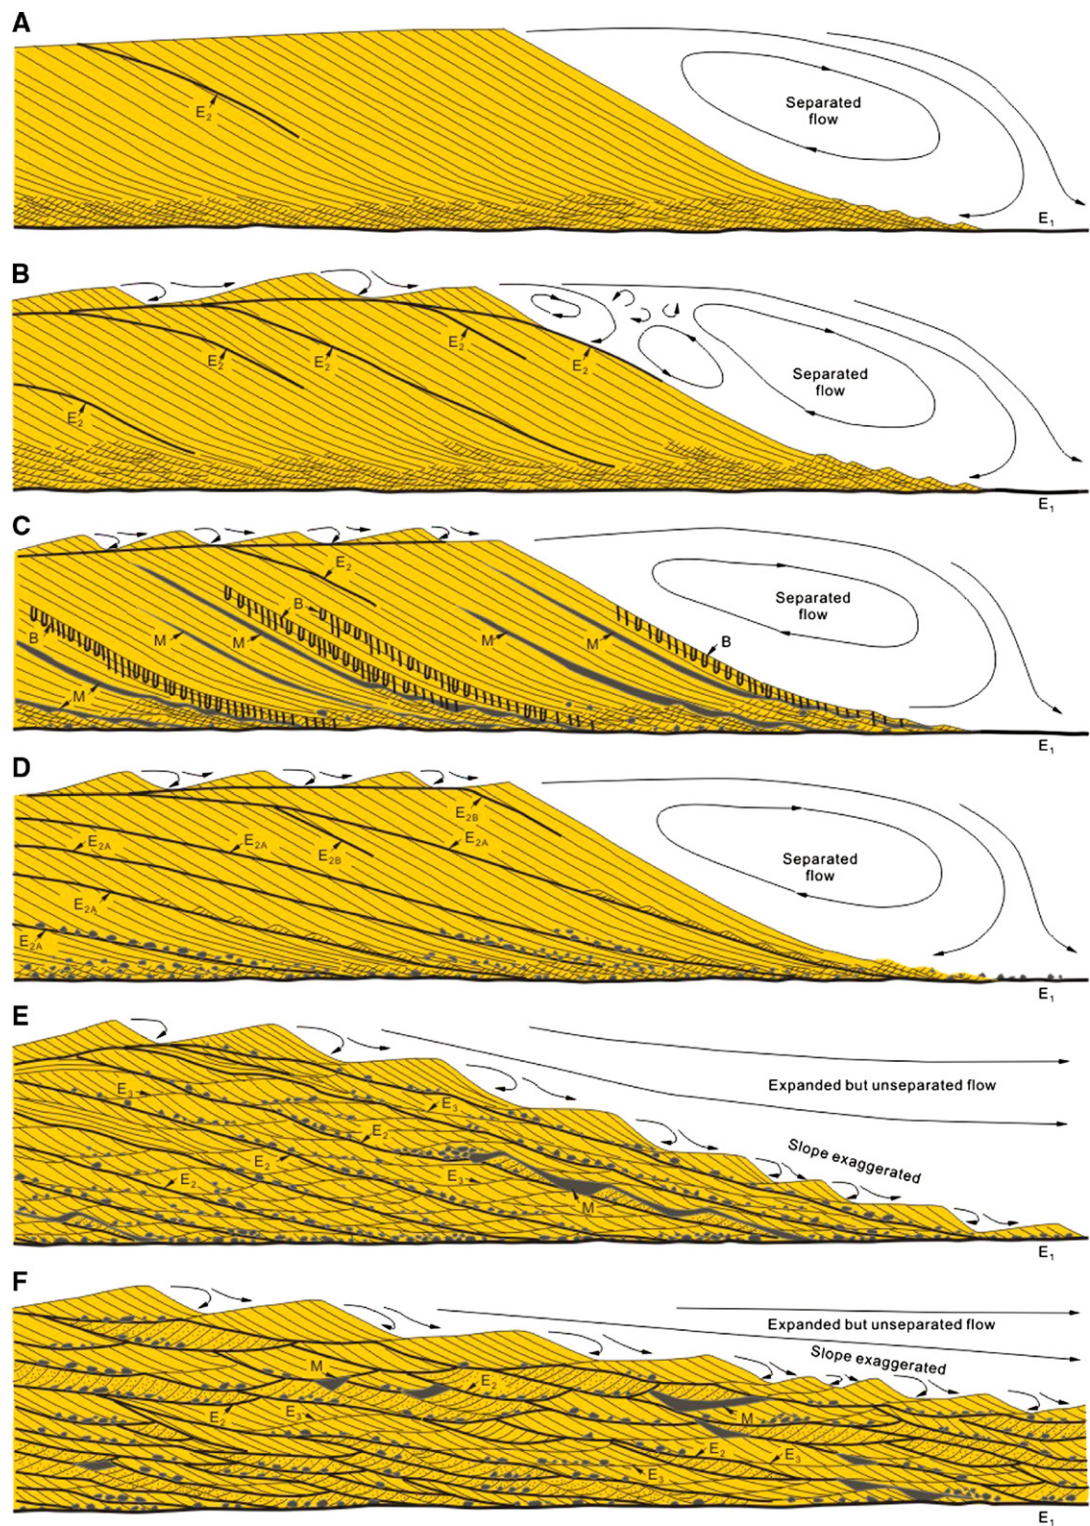 A
E2
Separated
flow
E1
B
E2
E2
E2
E2
E2
Separated
flow
E1
C
E2
B
B
M
M
M
M
B
M
Separated
flow
E1
D
E2B
E2A
E2A
E2A
E2B
E2A
E2A
Separated
flow
E1
E
E3
E3
E2
E2
E2
E3
M
Expanded but unseparated flow
Slope exaggerated
E1
F
M
E2
E2
E3
M
E2
E3
E3
Expanded but unseparated flow
Slope exaggerated
E1